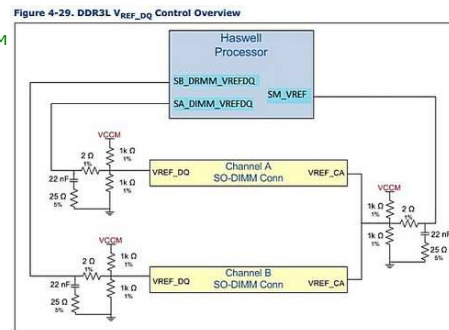 Figure 4-29. DDR3L VREF_DQ Control Overview
M
Haswell
Processor
SB_DRMM_VREFDQ
SM_VREF
SA_DIMM_VREFDQ
VCCM
2 Ω
1%
1k Ω
1%
22 nF
1k Ω
1%
25 Ω
5%
VREF_DQ
Channel A
SO-DIMM Conn
VREF_CA
VCCM
1k Ω
1%
2 Ω
1%
1k Ω
1%
22 nF
25 Ω
5%
VCCM
2 Ω
1%
1k Ω
1%
22 nF
1k Ω
1%
25 Ω
5%
VREF_DQ
Channel B
SO-DIMM Conn
VREF_CA